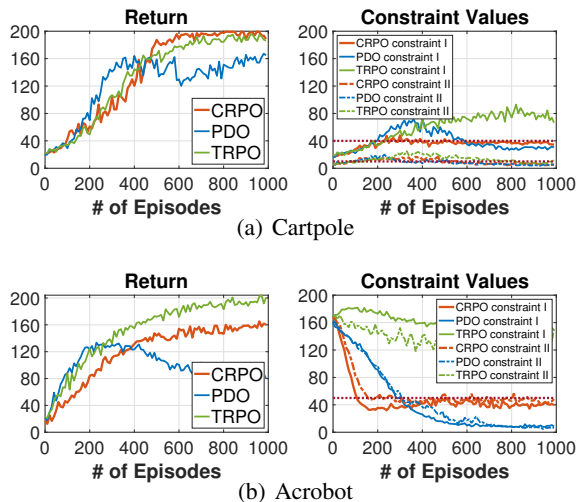 Return
Constraint Values
200
160
120
80
40
0
CRPO
PDO
TRPO
0 200 400 600 800 1000
# of Episodes
200
160
120
80
40
0
CRPO constraint I
PDO constraint I
TRPO constraint I
CRPO constraint II
PDO constraint II
TRPO constraint II
0 200 400 600 800 1000
# of Episodes
(a) Cartpole
Return
Constraint Values
200
160
120
80
40
0
CRPO
PDO
TRPO
0 200 400 600 800 1000
# of Episodes
200
160
120
80
40
0
CRPO constraint I
PDO constraint I
TRPO constraint I
CRPO constraint II
PDO constraint II
TRPO constraint II
0 200 400 600 800 1000
# of Episodes
(b) Acrobot